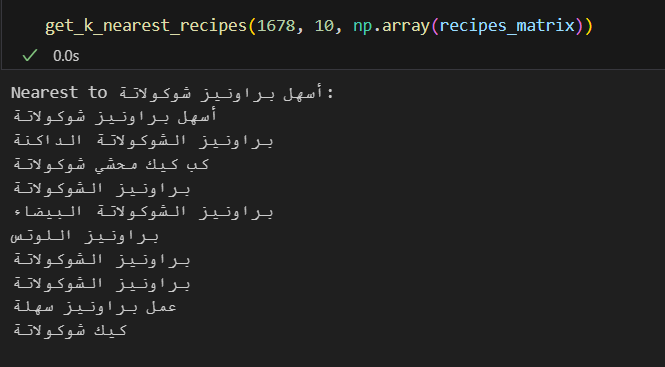 get_k_nearest_recipes(1678, 10, np.array(recipes_matrix))
✓ 0.0s
Nearest to أسهل براونيز شوكولاتة:
أسهل براونيز شوكولاتة
براونيز الشوكولاتة الداكنة
كب كيك محشي شوكولاتة
براونيز الشوكولاتة
براونيز الشوكولاتة البيضاء
براونيز اللوتس
براونيز الشوكولاتة
براونيز الشوكولاتة
عمل براونيز سهلة
كيك شوكولاتة